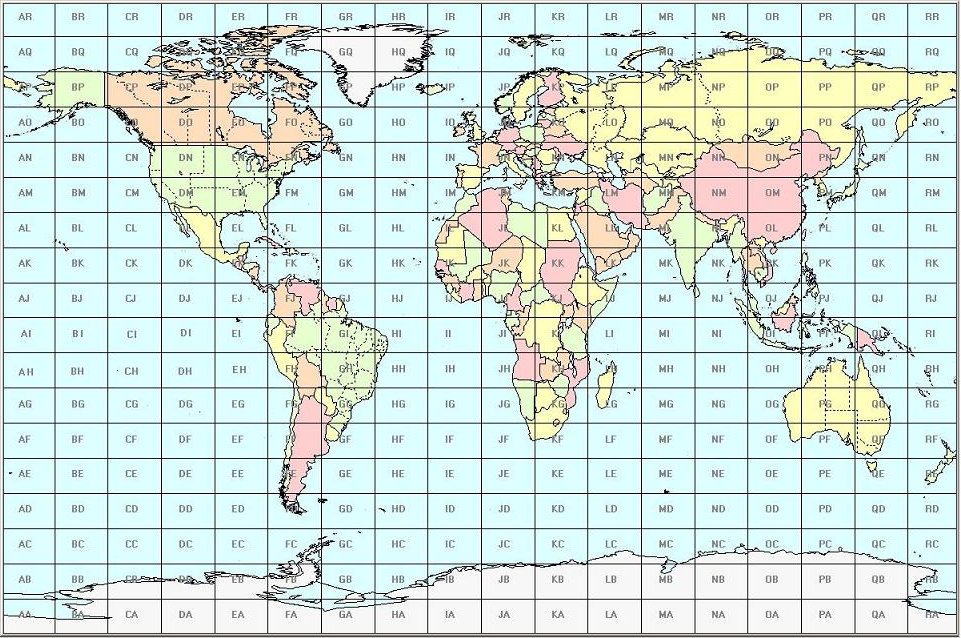 AR BR CR DR ER FR GR HR IR JR KR LR MR NR OR PR QR RR
AQ BQ CQ DQ EQ FQ GQ HQ IQ JQ KQ LQ MQ NQ OQ PQ QQ RQ
AP BP CP DP EP FP GP HP IP JP KP LP MP NP OP PP QP RP
AO BO CO DO EO FO GO HO IO JO KO LO MO NO OO PO QO RO
AN BN CN DN EN FN GN HN IN JN KN LN MN NN ON PN QN RN
AM BM CM DM EM FM GM HM IM JM KM LM MM NM OM PM QM RM
AL BL CL DL EL FL GL HL IL JL KL LL ML NL OL PL QL RL
AK BK CK DK EK FK GK HK IK JK KK LK MK NK OK PK QK RK
AJ BJ CJ DJ EJ FJ GJ HJ IJ JJ KJ LJ MJ NJ OJ PJ QJ RJ
AI BI CI DI EI FI GI HI II JI KI LI MI NI OI PI QI RI
AH BH CH DH EH FH GH HH IH JH KH LH MH NH OH PH QH RH
AG BG CG DG EG FG GG HG IG JG KG LG MG NG OG PG QG RG
AF BF CF DF EF FF GF HF IF JF KF LF MF NF OF PF QF RF
AE BE CE DE EE FE GE HE IE JE KE LE ME NE OE PE QE RE
AD BD CD DD ED GD HD ID JD KD LD MD ND OD PD QD RD
AC BC CC DC EC FC GC HC IC JC KC LC MC NC OC PC QC RC
AB BB CB DB EB FB GB HB IB JB KB LB MB NB OB PB QB RB
AA BA CA DA EA FA GA HA IA JA KA LA MA NA OA PA QA RA